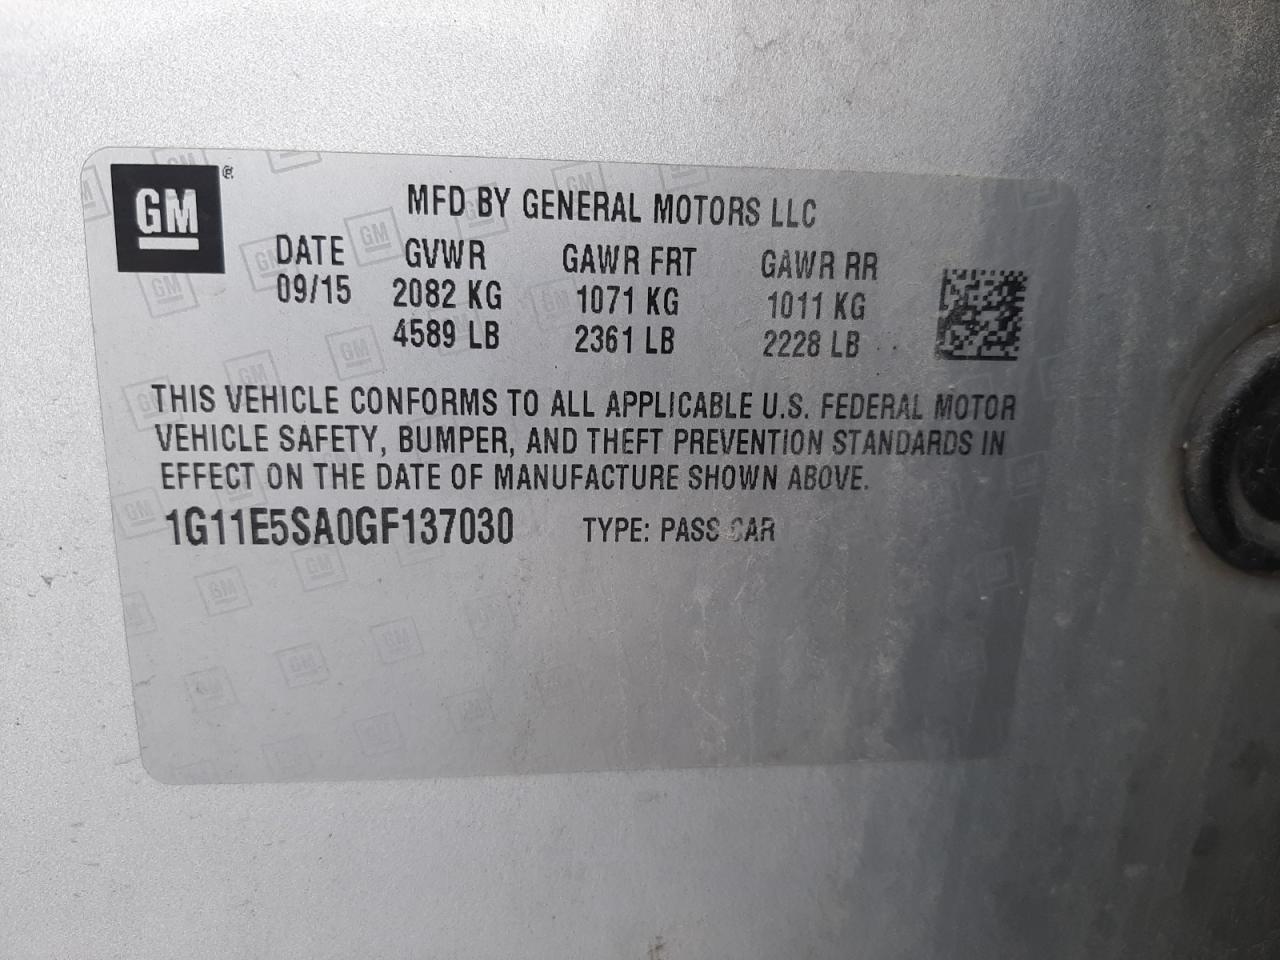 GM
MFD BY GENERAL MOTORS LLC
DATE GVWR GAWR FRT GAWR RR
09/15 2082 KG 1071 KG 1011 KG
4589 LB 2361 LB 2228 LB
THIS VEHICLE CONFORMS TO ALL APPLICABLE U.S. FEDERAL MOTOR
VEHICLE SAFETY, BUMPER, AND THEFT PREVENTION STANDARDS IN
EFFECT ON THE DATE OF MANUFACTURE SHOWN ABOVE.
1G11E5SA0GF137030 TYPE: PASS CAR